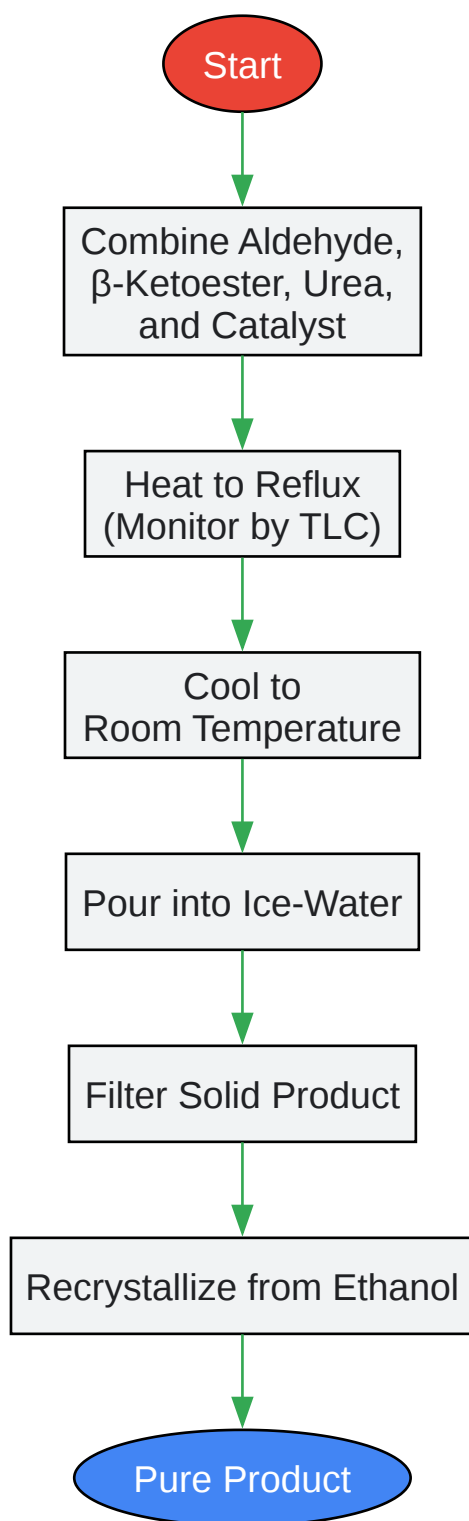 Start
Combine Aldehyde,
β-Ketoester, Urea,
and Catalyst
Heat to Reflux
(Monitor by TLC)
Cool to
Room Temperature
Pour into Ice-Water
Filter Solid Product
Recrystallize from Ethanol
Pure Product